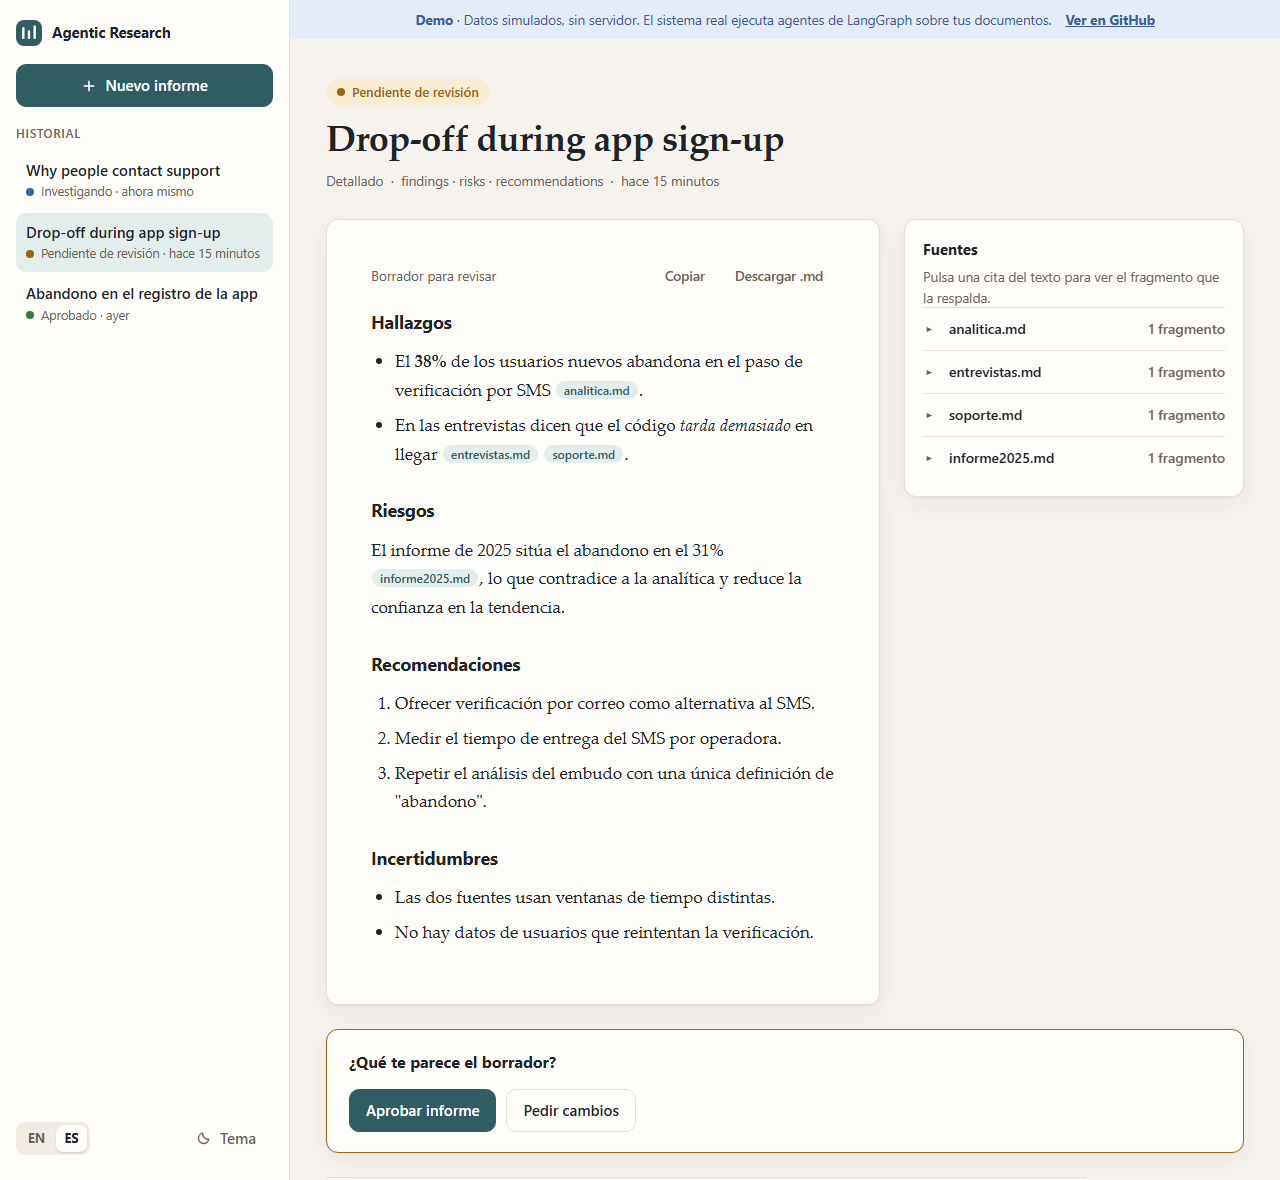 Agentic Research
Nuevo informe
HISTORIAL
Why people contact support
Investigando · ahora mismo
Drop-off during app sign-up
Pendiente de revisión · hace 15 minutos
Abandono en el registro de la app
Aprobado · ayer
EN ES
Tema
Demo · Datos simulados, sin servidor. El sistema real ejecuta agentes de LangGraph sobre tus documentos. Ver en GitHub
Pendiente de revisión
Drop-off during app sign-up
Detallado · findings · risks · recommendations · hace 15 minutos
Borrador para revisar
Copiar
Descargar .md
Hallazgos
• El 38% de los usuarios nuevos abandona en el paso de
verificación por SMS analitica.md .
• En las entrevistas dicen que el código tarda demasiado en
llegar entrevistas.md soporte.md .
Riesgos
El informe de 2025 sitúa el abandono en el 31%
informe2025.md , lo que contradice a la analítica y reduce la
confianza en la tendencia.
Recomendaciones
1. Ofrecer verificación por correo como alternativa al SMS.
2. Medir el tiempo de entrega del SMS por operadora.
3. Repetir el análisis del embudo con una única definición de
"abandono".
Incertidumbres
• Las dos fuentes usan ventanas de tiempo distintas.
• No hay datos de usuarios que reintentan la verificación.
Fuentes
Pulsa una cita del texto para ver el fragmento que
la respalda.
analitica.md 1 fragmento
entrevistas.md 1 fragmento
soporte.md 1 fragmento
informe2025.md 1 fragmento
¿Qué te parece el borrador?
Aprobar informe
Pedir cambios